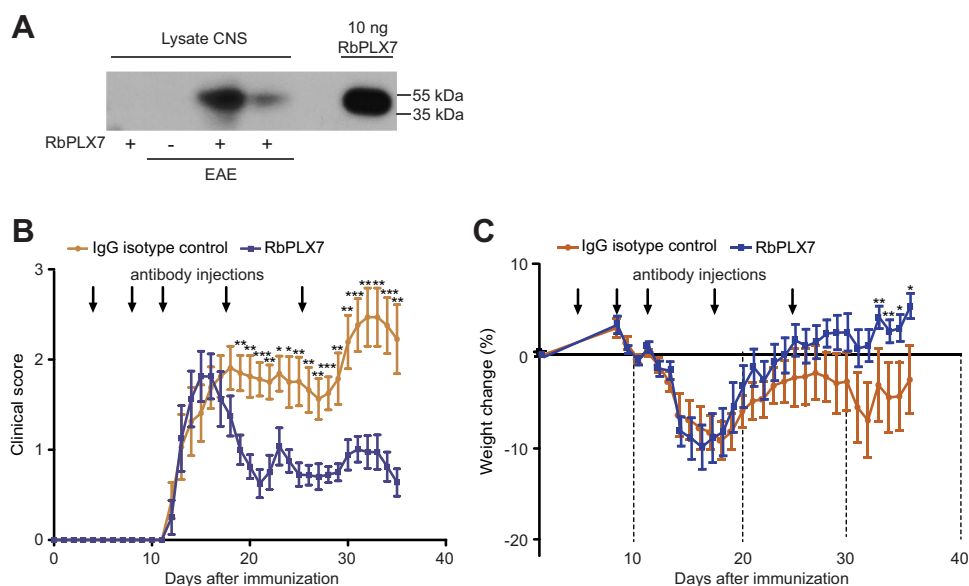 A
Lysate CNS
10 ng
RbPLX7
55 kDa
35 kDa
RbPLX7 + - + +
EAE
B
IgG isotype control RbPLX7
antibody injections
Clinical score
3
2
1
0
** ** *** ** * ** ** ** *** ** ** *** ** ** *** **
0 10 20 30 40
Days after immunization
C
IgG isotype control RbPLX7
antibody injections
Weight change (%)
10
0
-10
-20
** ** * *
10 20 30 40
Days after immunization